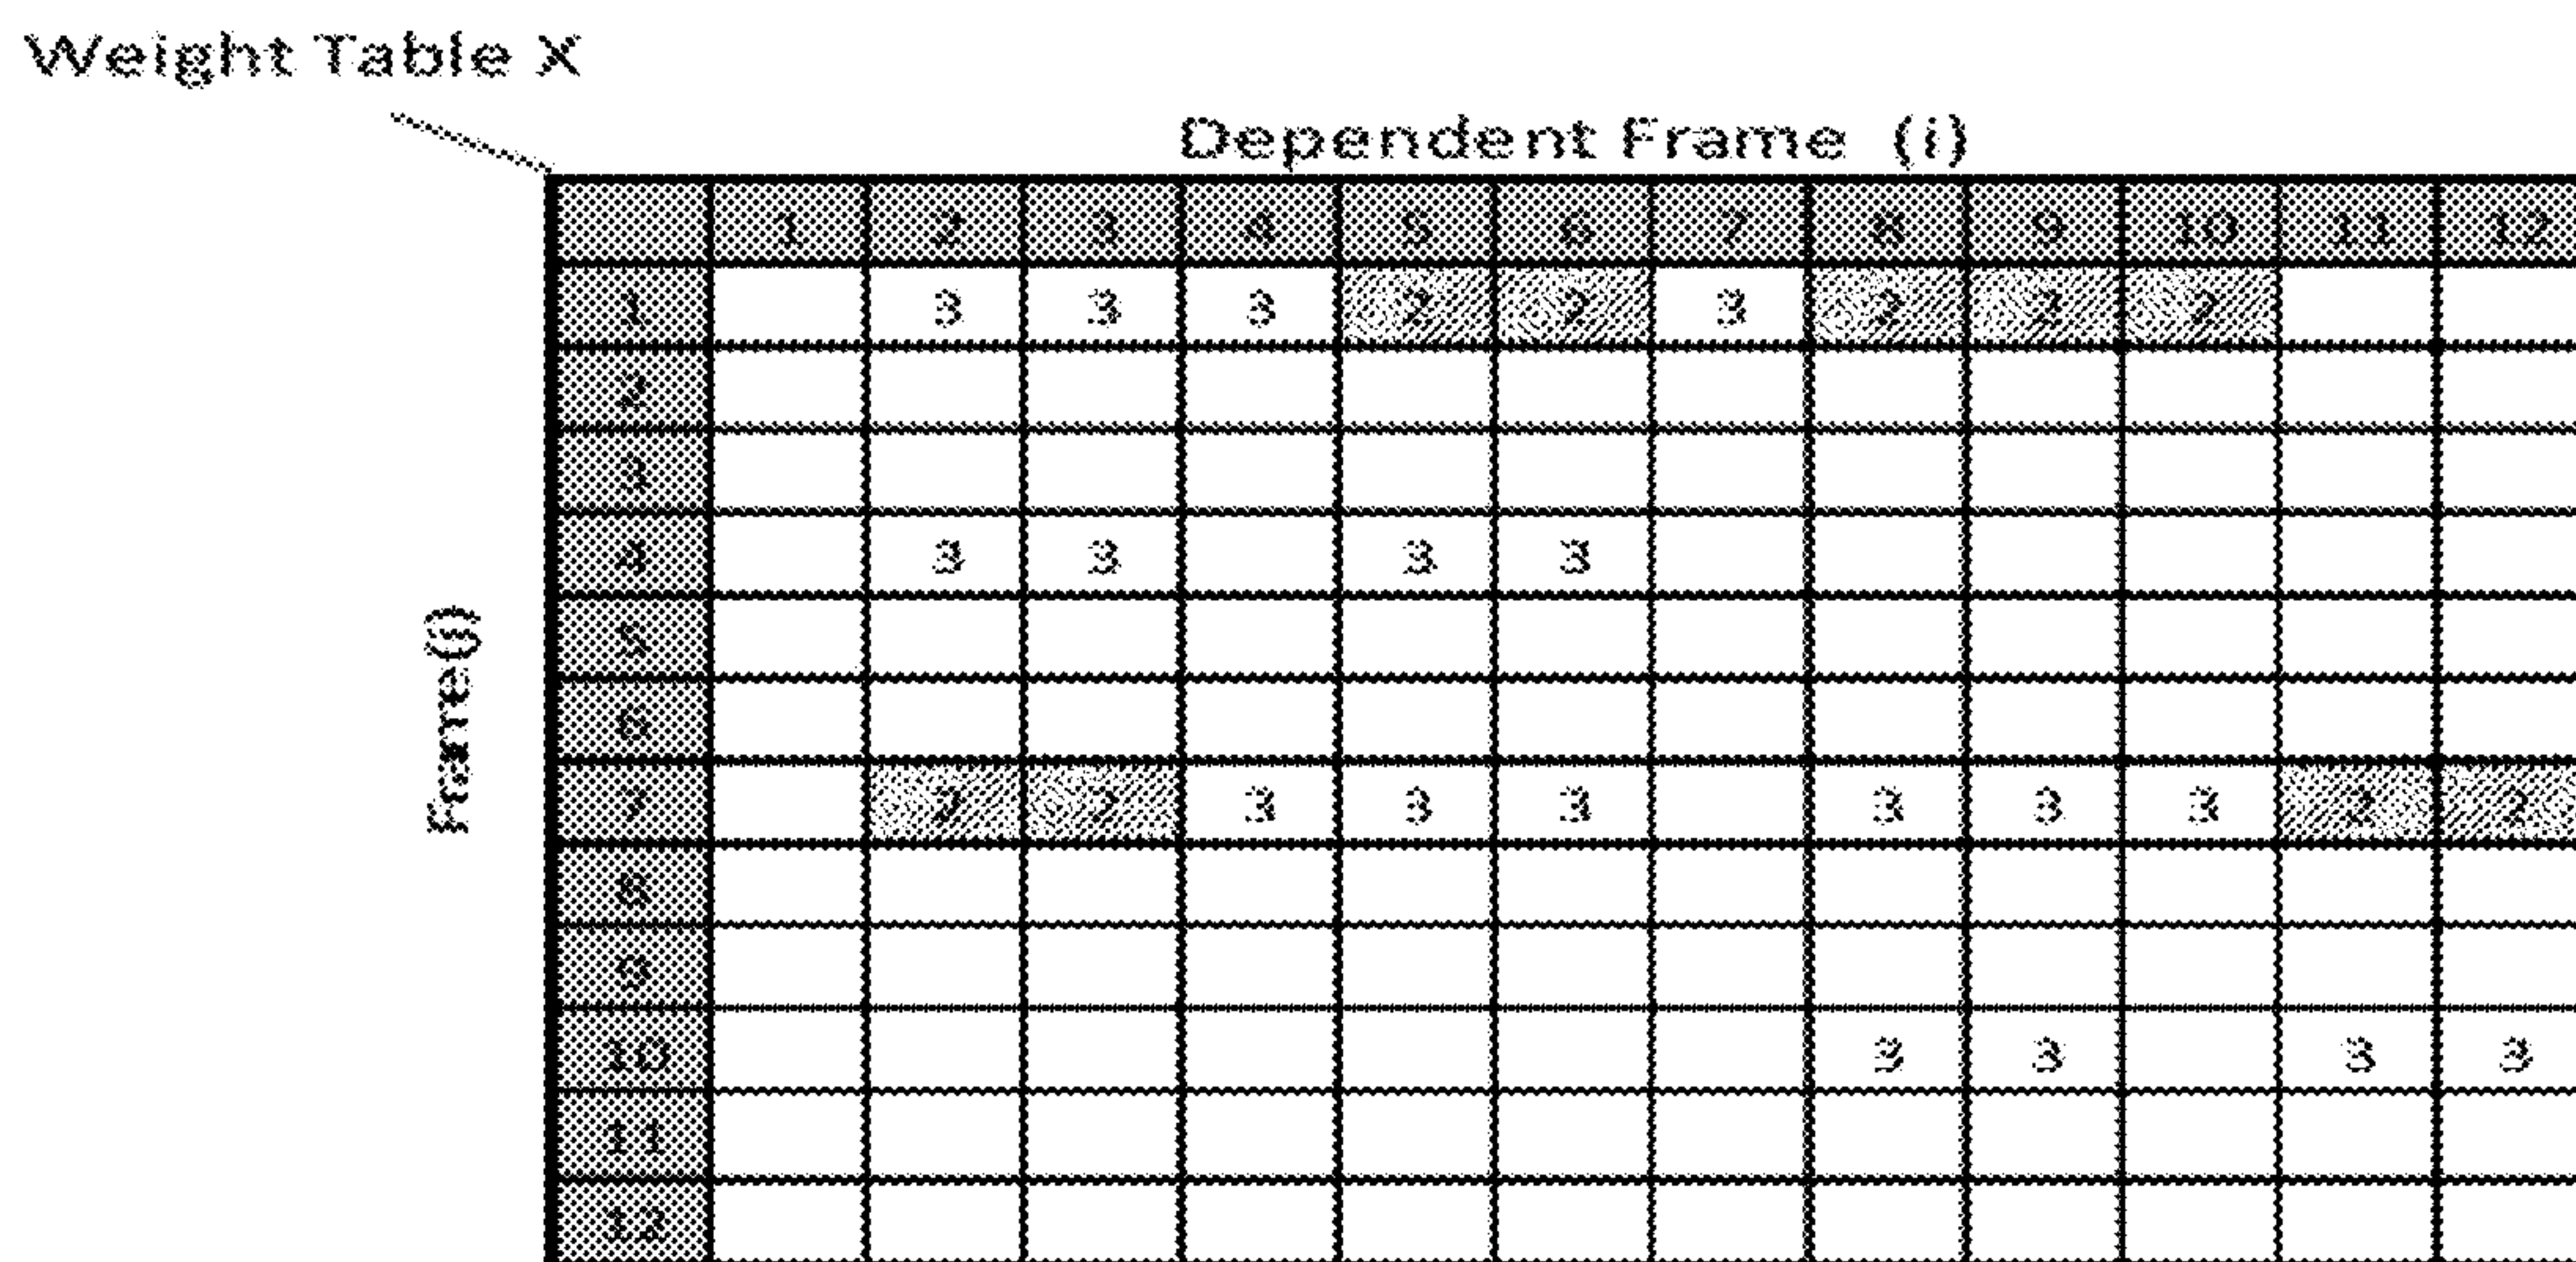 Weight Table X
Dependent Frame (i)
1 2 3 4 5 6 7 8 9 10 11 12
Frame(j)
1 3 3 3 2 2 3 2 2 2
2
3
4 3 3 3 3
5
6
7 2 2 3 3 3 3 3 3 2 2
8
9
10 3 3 3 3
11
12